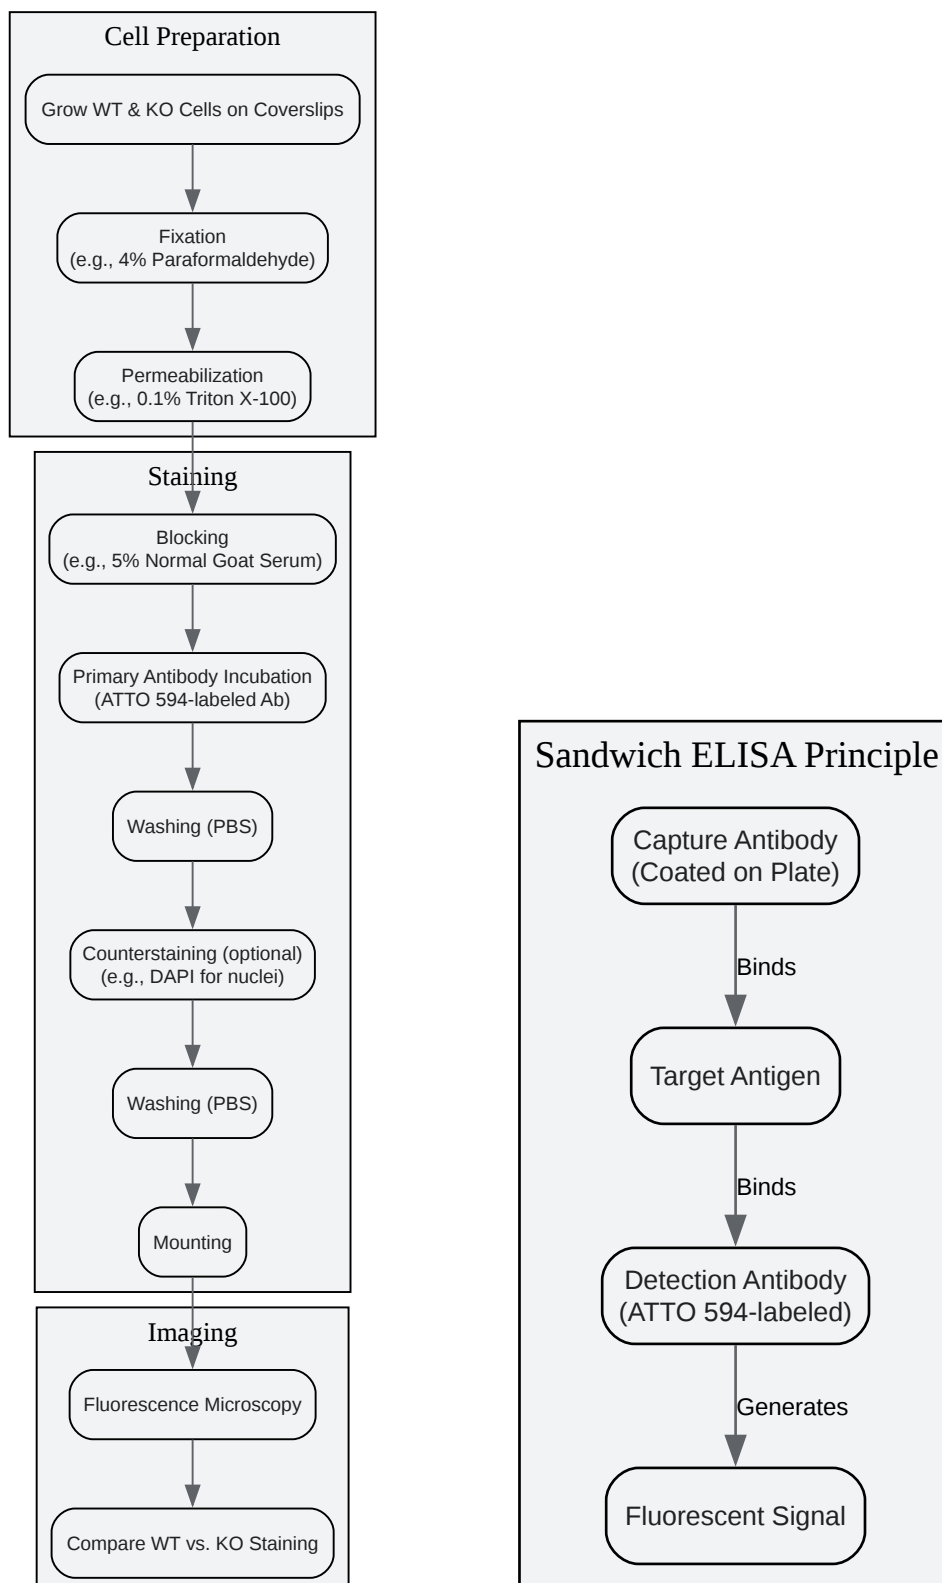 Cell Preparation
Grow WT & KO Cells on Coverslips
Fixation
(e.g., 4% Paraformaldehyde)
Permeabilization
(e.g., 0.1% Triton X-100)
Staining
Blocking
(e.g., 5% Normal Goat Serum)
Primary Antibody Incubation
(ATTO 594-labeled Ab)
Washing (PBS)
Counterstaining (optional)
(e.g., DAPI for nuclei)
Washing (PBS)
Mounting
Imaging
Fluorescence Microscopy
Compare WT vs. KO Staining
Sandwich ELISA Principle
Capture Antibody
(Coated on Plate)
Binds
Target Antigen
Binds
Detection Antibody
(ATTO 594-labeled)
Generates
Fluorescent Signal